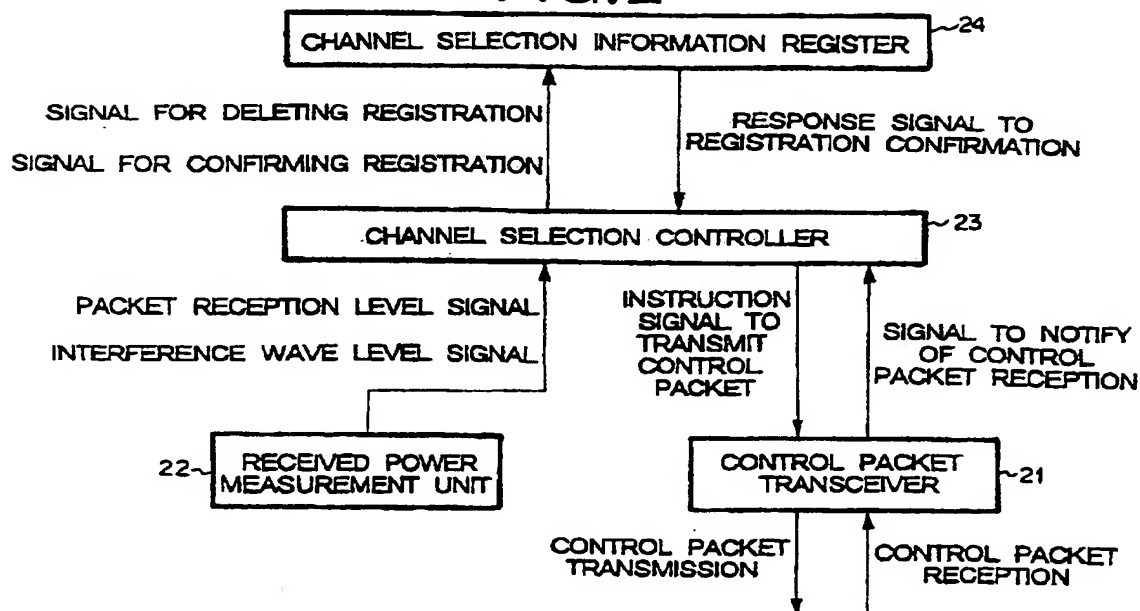 CHANNEL SELECTION INFORMATION REGISTER
24
SIGNAL FOR DELETING REGISTRATION
SIGNAL FOR CONFIRMING REGISTRATION
RESPONSE SIGNAL TO
REGISTRATION CONFIRMATION
CHANNEL SELECTION CONTROLLER
23
PACKET RECEPTION LEVEL SIGNAL
INTERFERENCE WAVE LEVEL SIGNAL
INSTRUCTION
SIGNAL TO
TRANSMIT
CONTROL
PACKET
SIGNAL TO NOTIFY
OF CONTROL
PACKET RECEPTION
22
RECEIVED POWER
MEASUREMENT UNIT
CONTROL PACKET
TRANSCEIVER
21
CONTROL PACKET
TRANSMISSION
CONTROL PACKET
RECEPTION